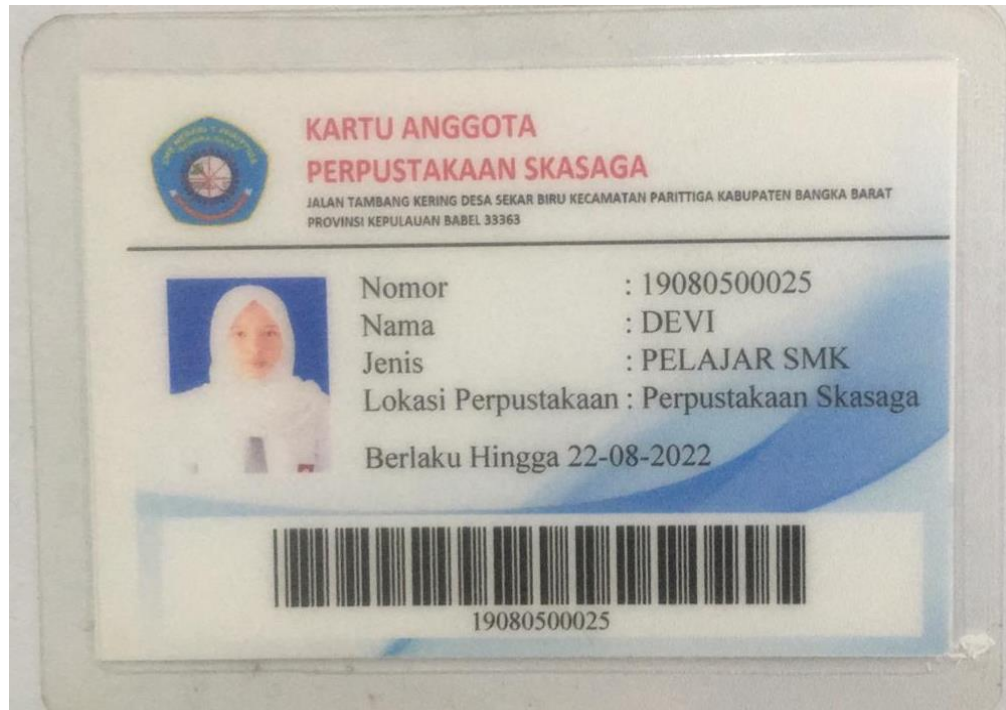 KARTU ANGGOTA
PERPUSTAKAAN SKASAGA
JALAN TAMBANG KERING DESA SEKAR BIRU KECAMATAN PARITTIGA KABUPATEN BANGKA BARAT
PROVINSI KEPULAUAN BABEL 33363
Nomor : 19080500025
Nama : DEVI
Jenis : PELAJAR SMK
Lokasi Perpustakaan : Perpustakaan Skasaga
Berlaku Hingga 22-08-2022
19080500025